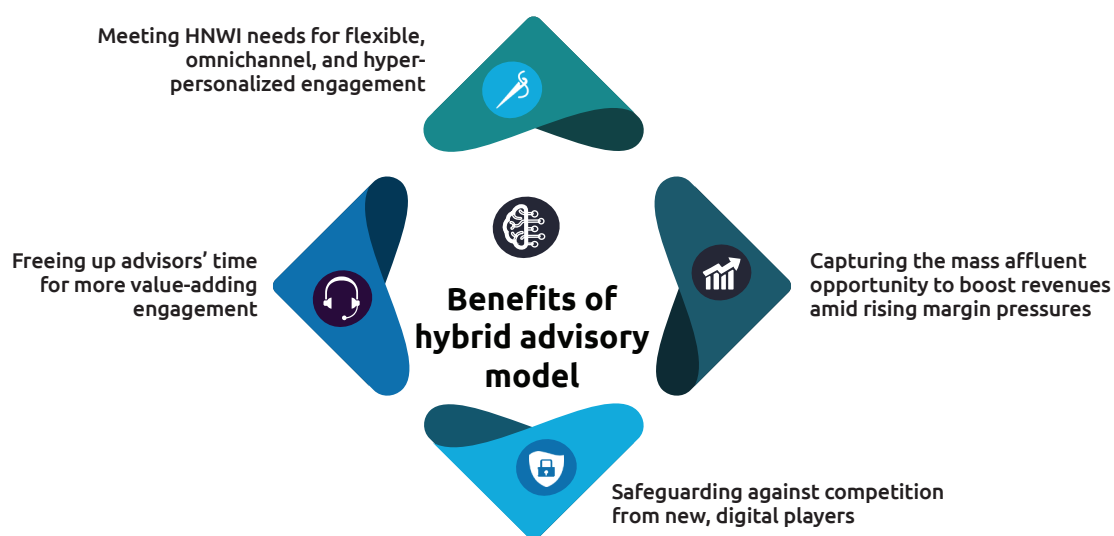 Meeting HNWI needs for flexible,
omnichannel, and hyper-
personalized engagement
Freeing up advisors’ time
for more value-adding
engagement
Benefits of
hybrid advisory
model
Capturing the mass affluent
opportunity to boost revenues
amid rising margin pressures
Safeguarding against competition
from new, digital players